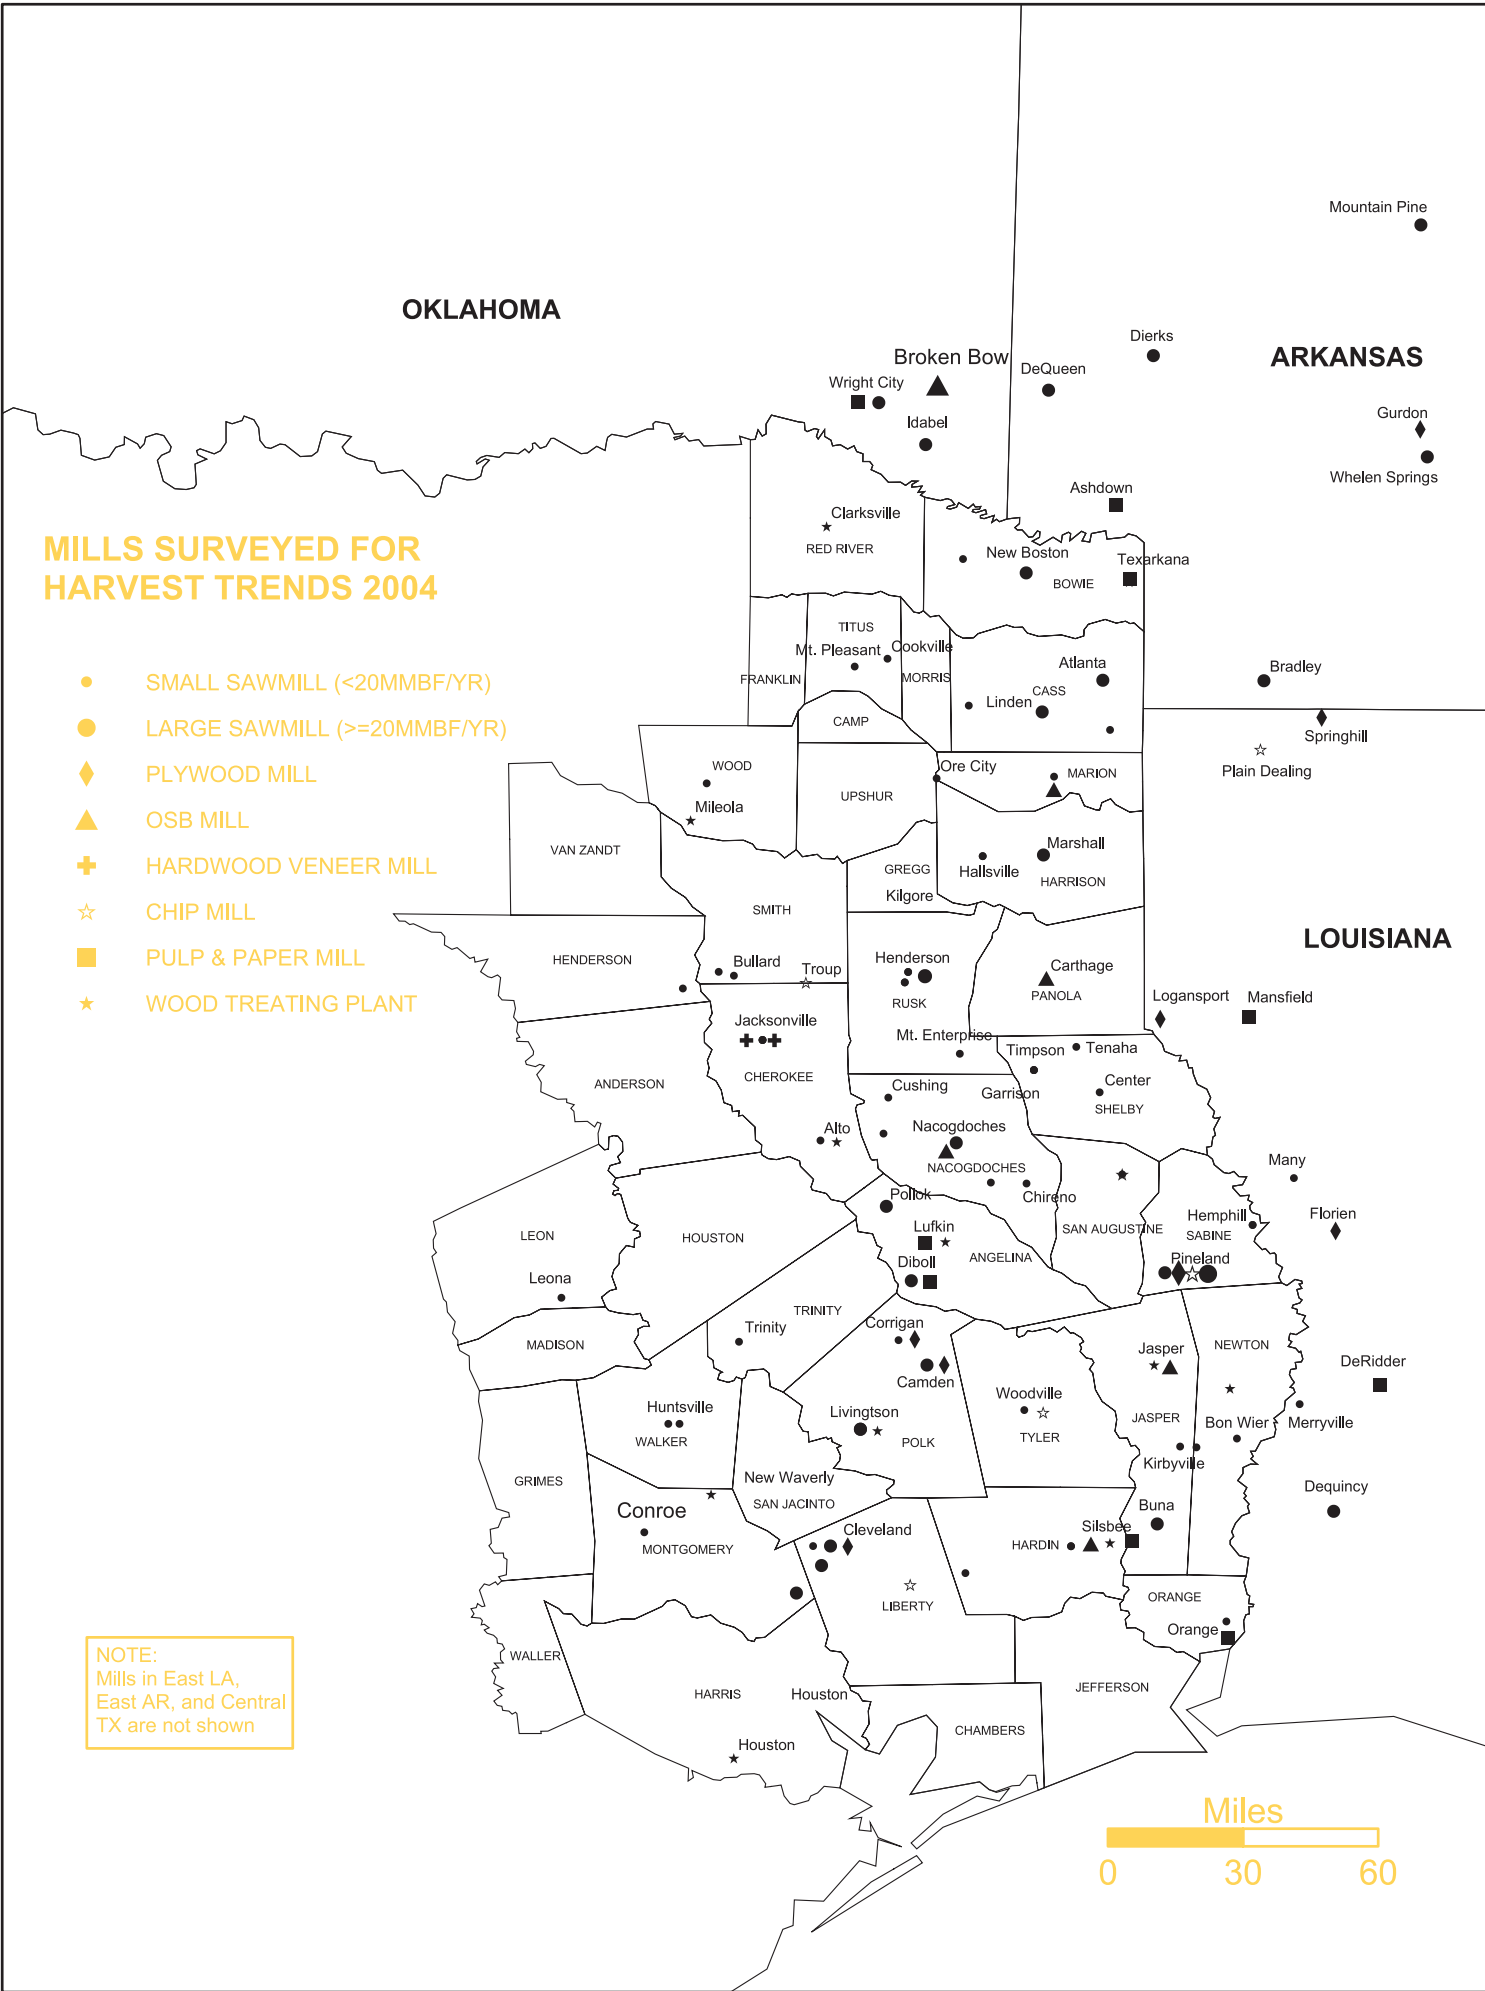 Mountain Pine
OKLAHOMA
Dierks
ARKANSAS
Broken Bow
DeQueen
Wright City
Gurdon
Idabel
Whelen Springs
Ashdown
Clarksville
RED RIVER
New Boston
Texarkana
BOWIE
MILLS SURVEYED FOR
HARVEST TRENDS 2004
SMALL SAWMILL (<20MMBF/YR)
LARGE SAWMILL (>=20MMBF/YR)
PLYWOOD MILL
OSB MILL
HARDWOOD VENEER MILL
CHIP MILL
PULP & PAPER MILL
WOOD TREATING PLANT
TITUS
Mt. Pleasant
Cookville
FRANKLIN
MORRIS
Atlanta
CASS
Linden
Bradley
CAMP
Springhill
Plain Dealing
WOOD
Mileola
UPSHUR
Ore City
MARION
VAN ZANDT
GREGG
Kilgore
Marshall
Hallsville
HARRISON
SMITH
LOUISIANA
HENDERSON
Bullard
Troup
Henderson
RUSK
Carthage
PANOLA
Logansport
Mansfield
Jacksonville
CHEROKEE
Mt. Enterprise
Timpson
Tenaha
ANDERSON
Cushing
Garrison
Center
SHELBY
Alto
Nacogdoches
NACOGDOCHES
Chireno
Many
Pollok
SAN AUGUSTINE
Hemphill
SABINE
Florien
LEON
HOUSTON
Lufkin
ANGELINA
Diboll
Pineland
Leona
TRINITY
Trinity
MADISON
Corrigan
Camden
Jasper
NEWTON
DeRidder
Woodville
TYLER
JASPER
Bon Wier
Merryville
Huntsville
WALKER
Livingtson
POLK
Kirbyville
GRIMES
New Waverly
SAN JACINTO
Dequincy
Conroe
MONTGOMERY
Cleveland
Buna
Silsbee
HARDIN
LIBERTY
ORANGE
Orange
NOTE:
Mills in East LA,
East AR, and Central
TX are not shown
WALLER
HARRIS
Houston
JEFFERSON
CHAMBERS
Houston
Miles
0 30 60